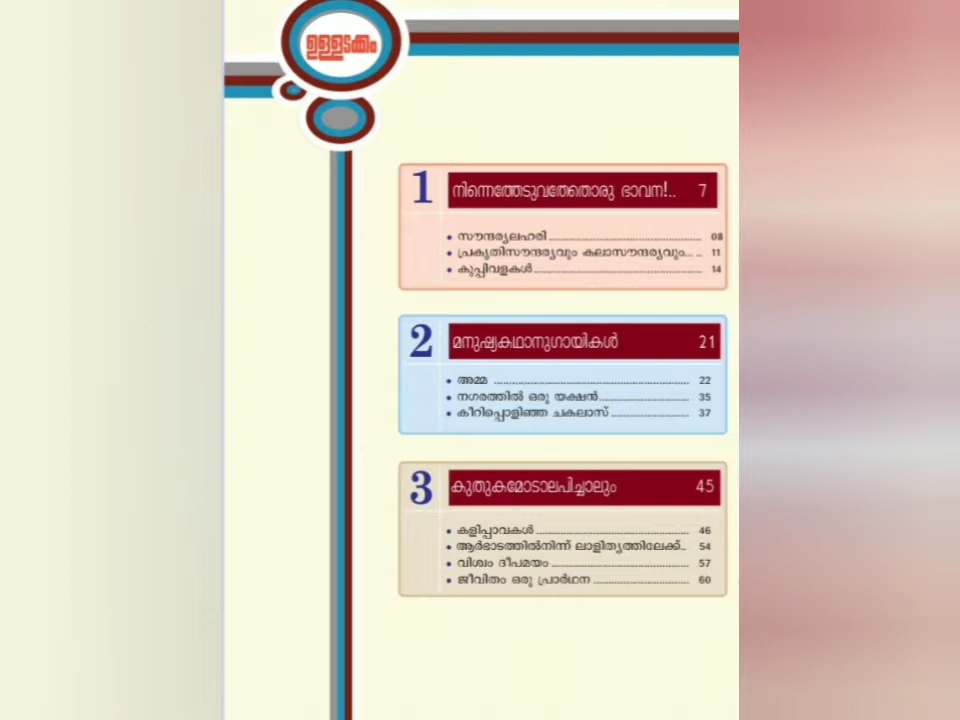 ഉള്ളടക്കം
1 നിന്നെത്തേടുവതേതൊരു ഭാവന!.. 7
• സൗന്ദര്യലഹരി 08
• പ്രകൃതിസൗന്ദര്യവും കലാസൗന്ദര്യവും... .. 11
• കുപ്പിവളകൾ 14
2 മനുഷ്യകഥാനുഗായികൾ 21
• അമ്മ 22
• നഗരത്തിൽ ഒരു യക്ഷൻ 35
• കീറിപ്പൊളിഞ്ഞ ചകലാസ് 37
3 കുതുകമോടാലപിച്ചാലും 45
• കളിപ്പാവകൾ 46
• ആർഭാടത്തിൽനിന്ന് ലാളിത്യത്തിലേക്ക്.. 54
• വിശ്വം ദീപമയം 57
• ജീവിതം ഒരു പ്രാർഥന 60